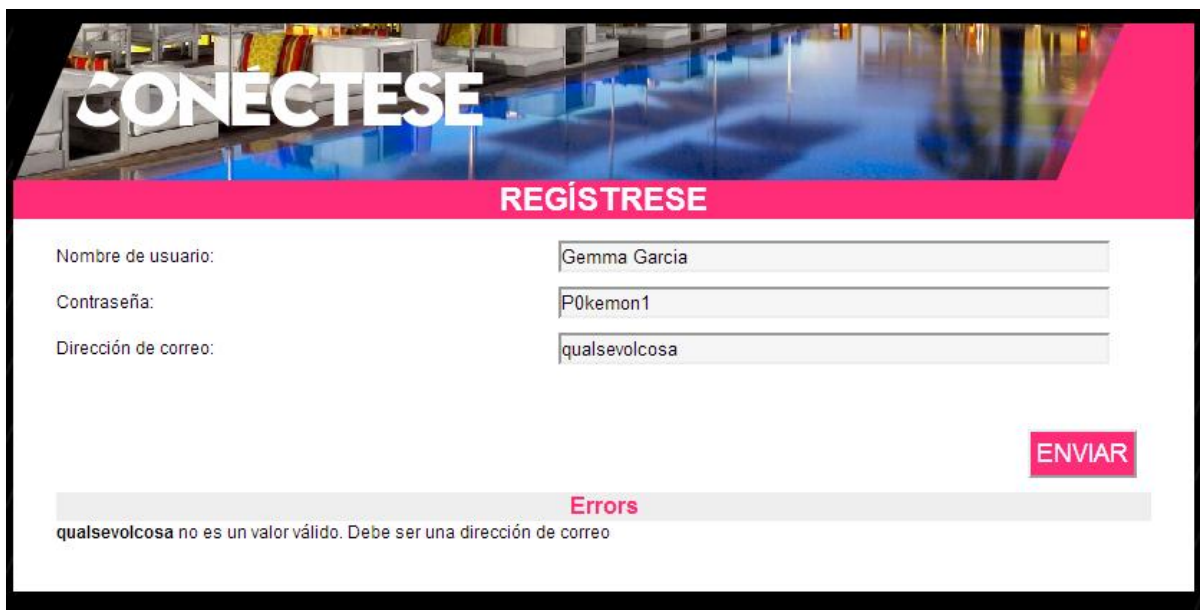 CONÉCTESE
REGÍSTRESE
Nombre de usuario: Gemma Garcia
Contraseña: P0kemon1
Dirección de correo: qualsevolcosa
ENVIAR
Errors
qualsevolcosa no es un valor válido. Debe ser una dirección de correo